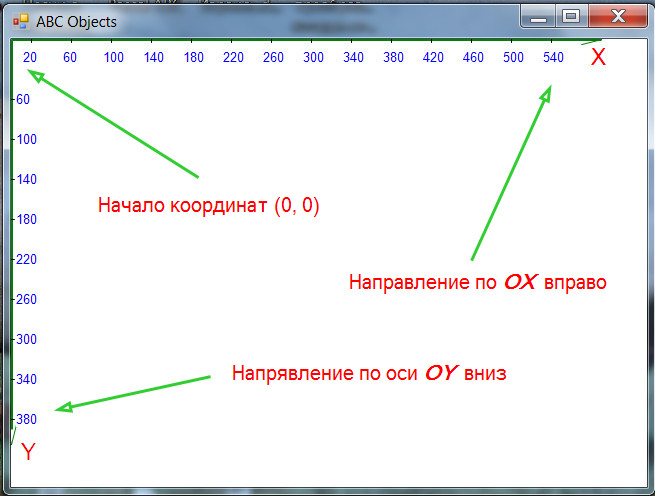 ABC Objects
20 60 100 140 180 220 260 300 340 380 420 460 500 540 X
60
100
140
Начало координат (0, 0)
180
220
260
Направление по OX вправо
300
340
Напрявление по оси OY вниз
380
Y